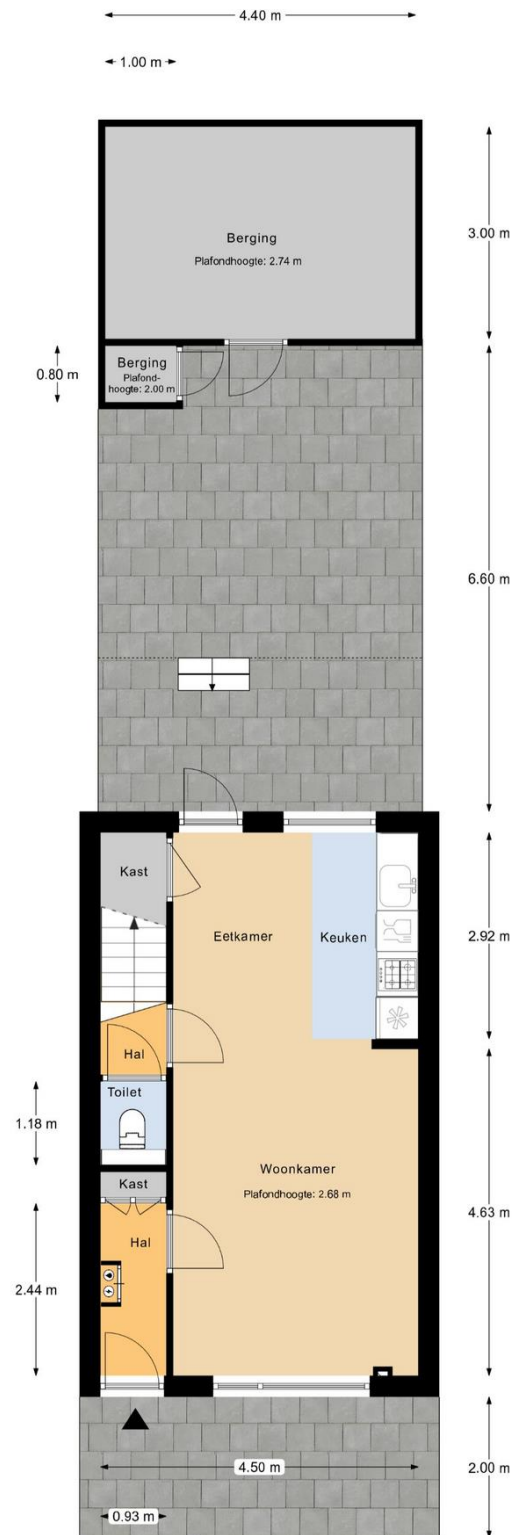 4.40 m
1.00 m
Berging
Plafondhoogte: 2.74 m
3.00 m
Berging
Plafond-
hoogte: 2.00 m
0.80 m
6.60 m
Kast
Eetkamer
Keuken
2.92 m
Hal
Toilet
1.18 m
Woonkamer
Plafondhoogte: 2.68 m
Kast
4.63 m
Hal
2.44 m
4.50 m
2.00 m
0.93 m